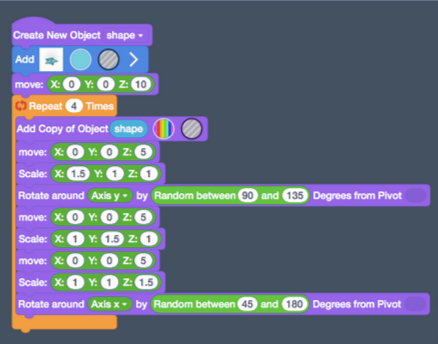 Create New Object shape
Add
move: X: 0 Y: 0 Z: 10
Repeat 4 Times
Add Copy of Object shape
move: X: 0 Y: 0 Z: 5
Scale: X: 1.5 Y: 1 Z: 1
Rotate around Axis y by Random between 90 and 135 Degrees from Pivot
move: X: 0 Y: 0 Z: 5
Scale: X: 1 Y: 1.5 Z: 1
move: X: 0 Y: 0 Z: 5
Scale: X: 1 Y: 1 Z: 1.5
Rotate around Axis x by Random between 45 and 180 Degrees from Pivot